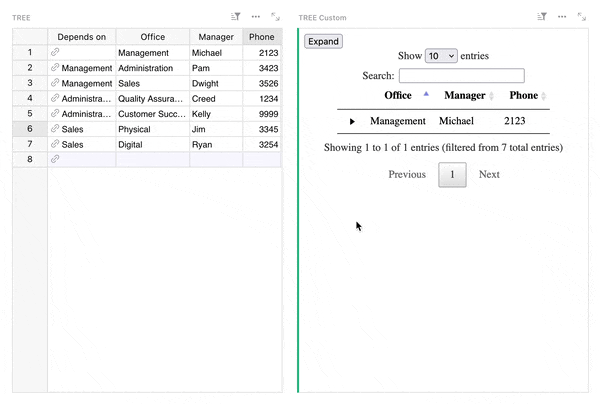 TREE
Depends on Office Manager Phone
1 Management Michael 2123
2 Management Administration Pam 3423
3 Management Sales Dwight 3526
4 Administra... Quality Assura... Creed 1234
5 Administra... Customer Succ... Kelly 9999
6 Sales Physical Jim 3345
7 Sales Digital Ryan 3254
8
TREE Custom
Expand
Show 10 entries
Search:
Office Manager Phone
Management Michael 2123
Showing 1 to 1 of 1 entries (filtered from 7 total entries)
Previous 1 Next